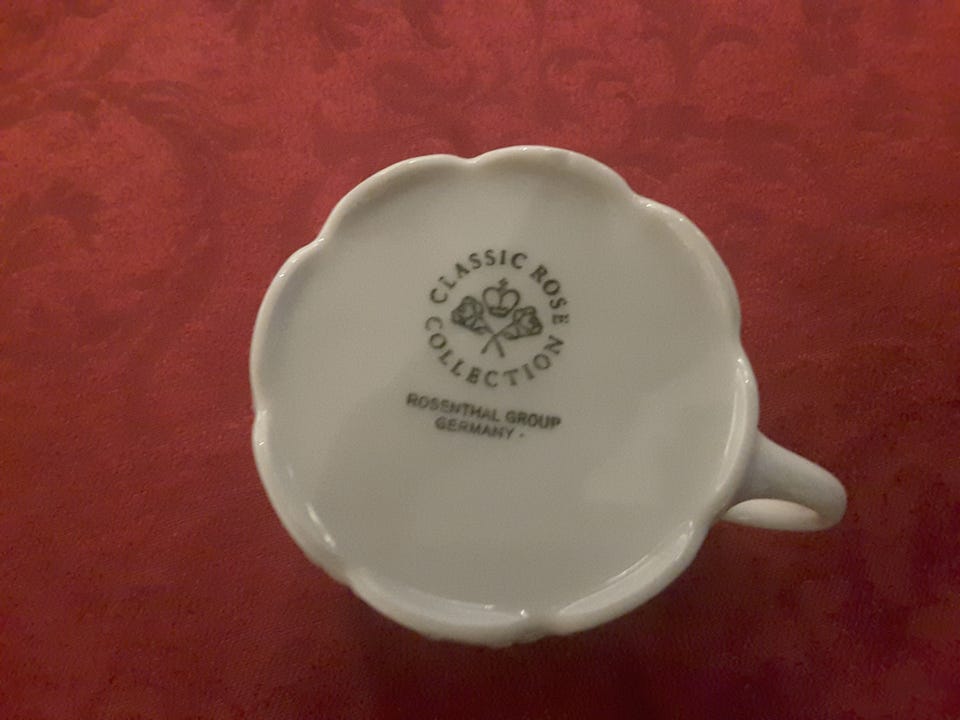 CLASSIC ROSE
COLLECTION
ROSENTHAL GROUP
GERMANY -